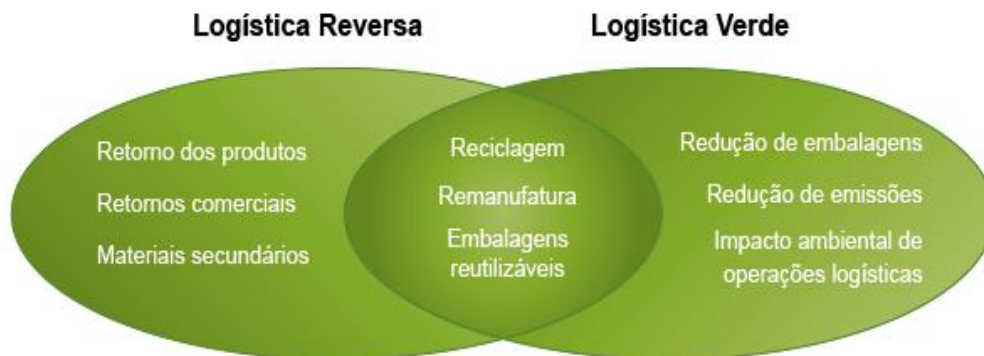 Logística Reversa
Logística Verde
Retorno dos produtos
Retornos comerciais
Materiais secundários
Reciclagem
Remanufatura
Embalagens
reutilizáveis
Redução de embalagens
Redução de emissões
Impacto ambiental de
operações logísticas